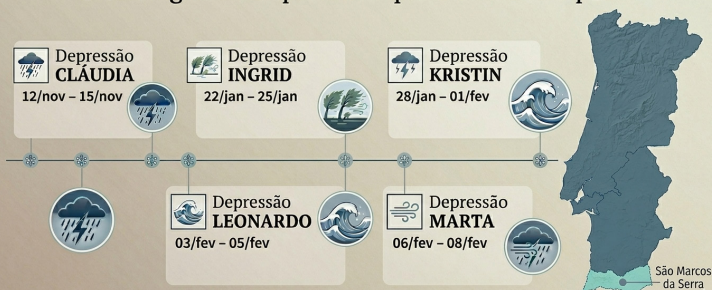 Depressão
CLÁUDIA
12/nov – 15/nov
Depressão
INGRID
22/jan – 25/jan
Depressão
KRISTIN
28/jan – 01/fev
Depressão
LEONARDO
03/fev – 05/fev
Depressão
MARTA
06/fev – 08/fev
São Marcos
da Serra